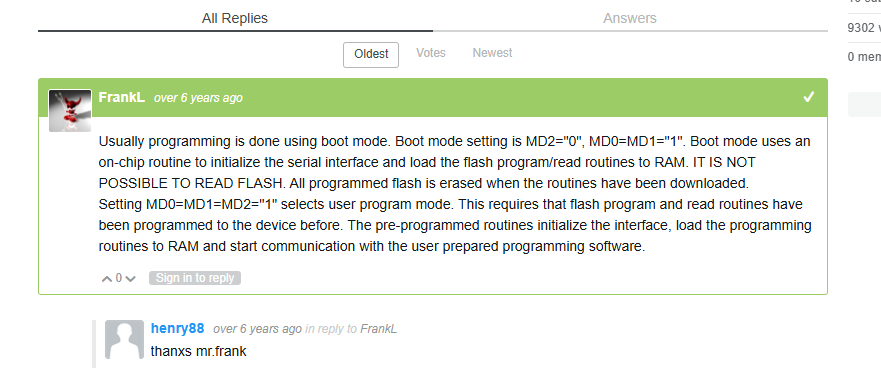 All Replies
Answers
9302
0 mem
Oldest
Votes
Newest
FrankL over 6 years ago
Usually programming is done using boot mode. Boot mode setting is MD2="0", MD0=MD1="1". Boot mode uses an
on-chip routine to initialize the serial interface and load the flash program/read routines to RAM. IT IS NOT
POSSIBLE TO READ FLASH. All programmed flash is erased when the routines have been downloaded.
Setting MD0=MD1=MD2="1" selects user program mode. This requires that flash program and read routines have
been programmed to the device before. The pre-programmed routines initialize the interface, load the programming
routines to RAM and start communication with the user prepared programming software.
0
Sign in to reply
henry88 over 6 years ago in reply to FrankL
thanxs mr.frank